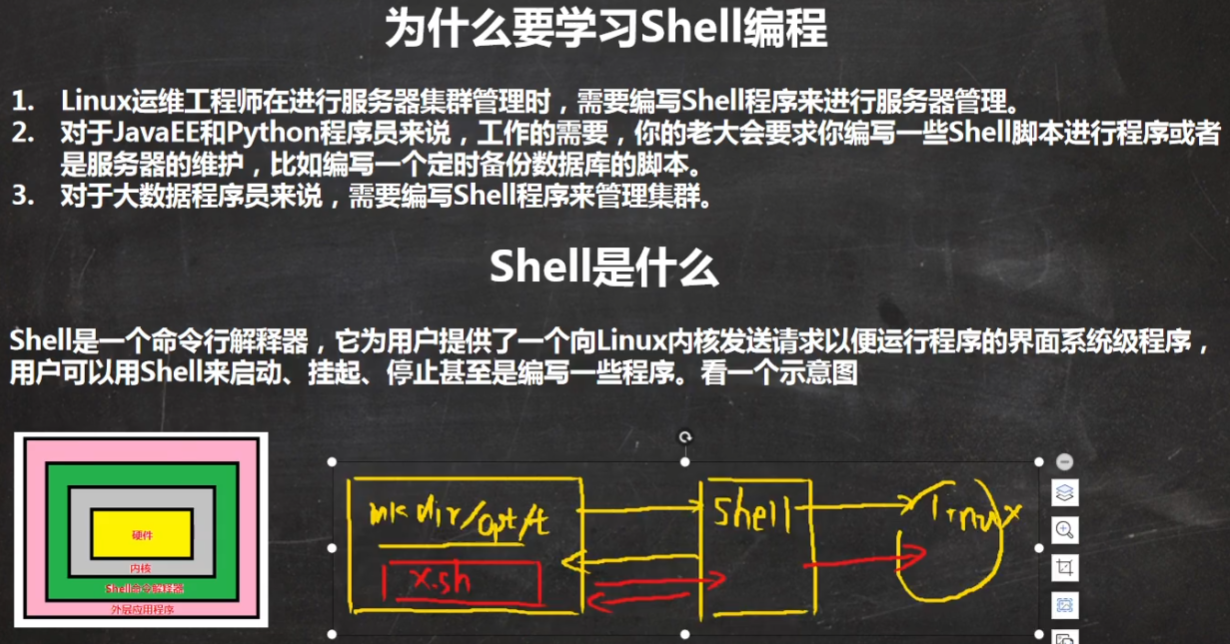 为什么要学习Shell编程
1. Linux运维工程师在进行服务器集群管理时，需要编写Shell程序来进行服务器管理。
2. 对于JavaEE和Python程序员来说，工作的需要，你的老大会要求你编写一些Shell脚本进行程序或者
是服务器的维护，比如编写一个定时备份数据库的脚本。
3. 对于大数据程序员来说，需要编写Shell程序来管理集群。
Shell是什么
Shell是一个命令行解释器，它为用户提供了一个向Linux内核发送请求以便运行程序的界面系统级程序，
用户可以用Shell来启动、挂起、停止甚至是编写一些程序。看一个示意图
硬件
内核
Shell命令解释器
外层应用程序
mkdir/opt/t
x.sh
Shell
linux